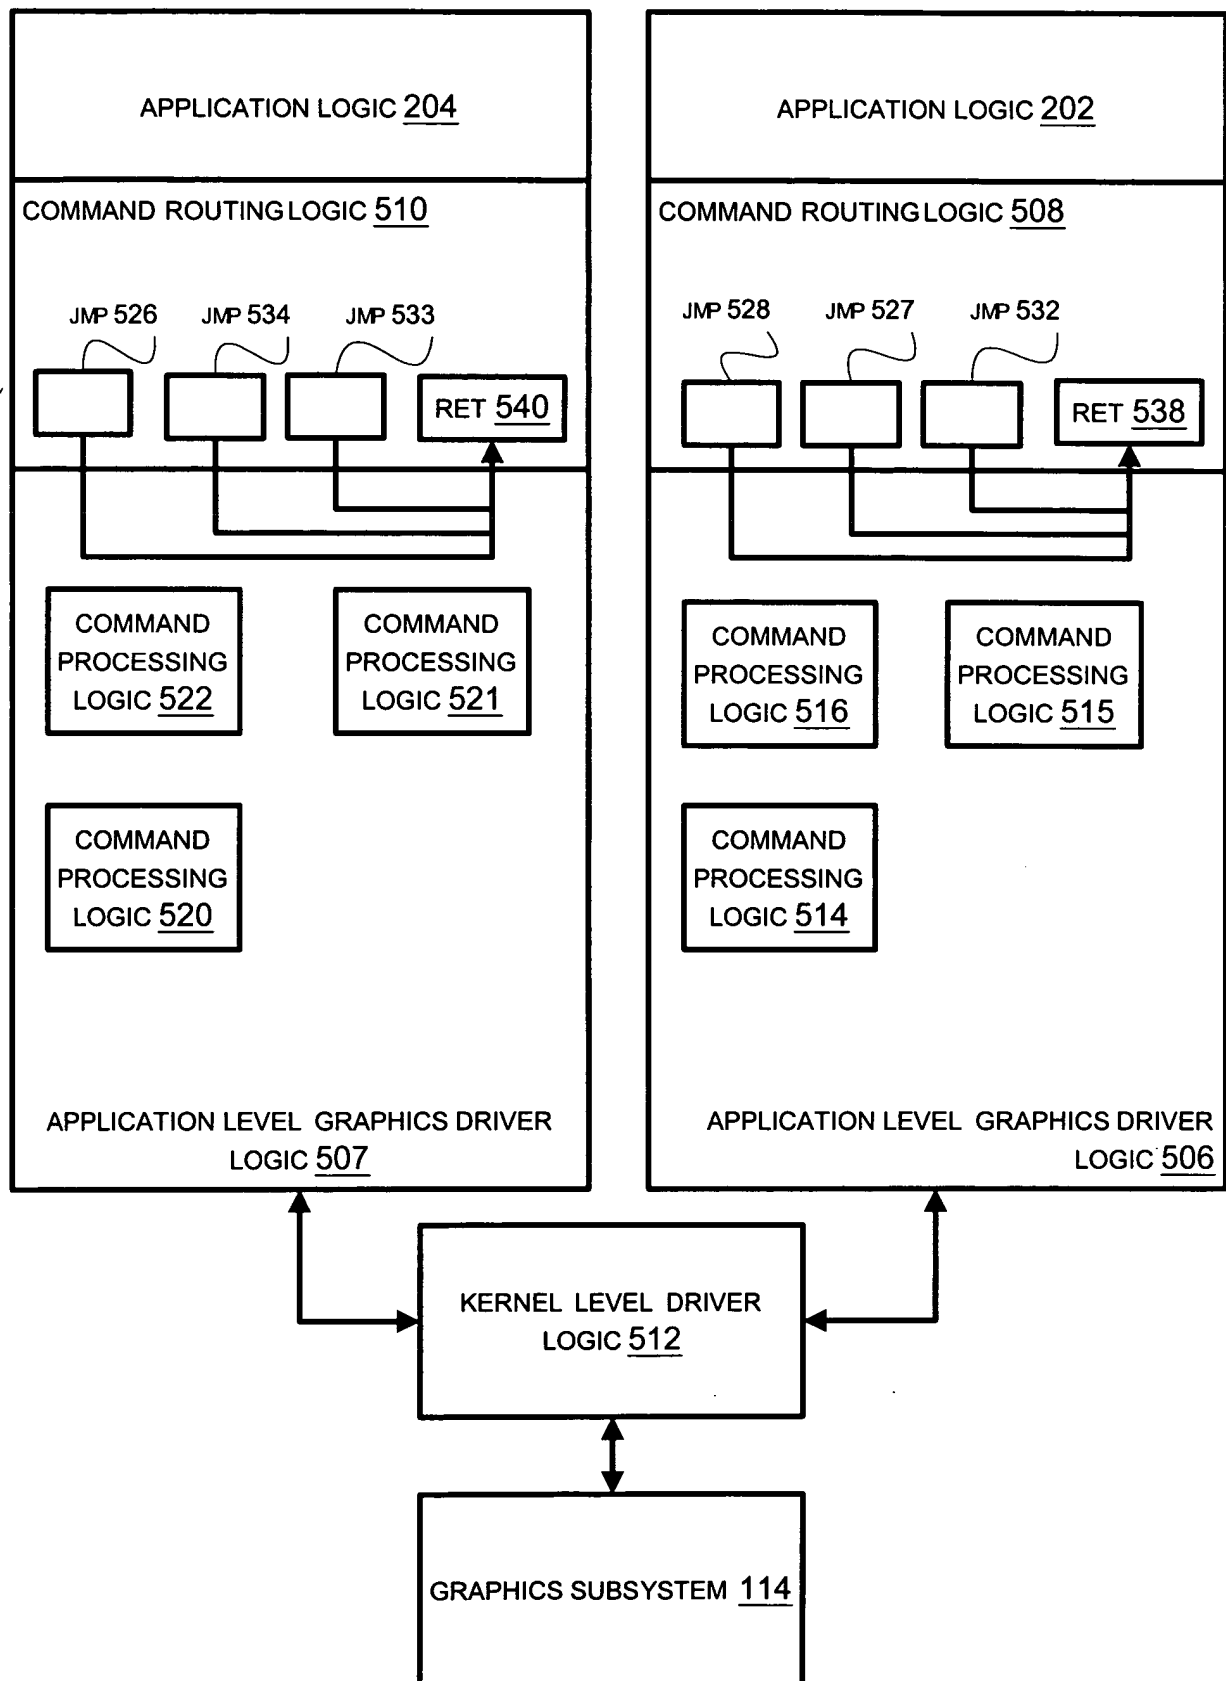 APPLICATION LOGIC 204
COMMAND ROUTING LOGIC 510
JMP 526
JMP 534
JMP 533
RET 540
COMMAND
PROCESSING
LOGIC 522
COMMAND
PROCESSING
LOGIC 521
COMMAND
PROCESSING
LOGIC 520
APPLICATION LEVEL GRAPHICS DRIVER
LOGIC 507
APPLICATION LOGIC 202
COMMAND ROUTING LOGIC 508
JMP 528
JMP 527
JMP 532
RET 538
COMMAND
PROCESSING
LOGIC 516
COMMAND
PROCESSING
LOGIC 515
COMMAND
PROCESSING
LOGIC 514
APPLICATION LEVEL GRAPHICS DRIVER
LOGIC 506
KERNEL LEVEL DRIVER
LOGIC 512
GRAPHICS SUBSYSTEM 114